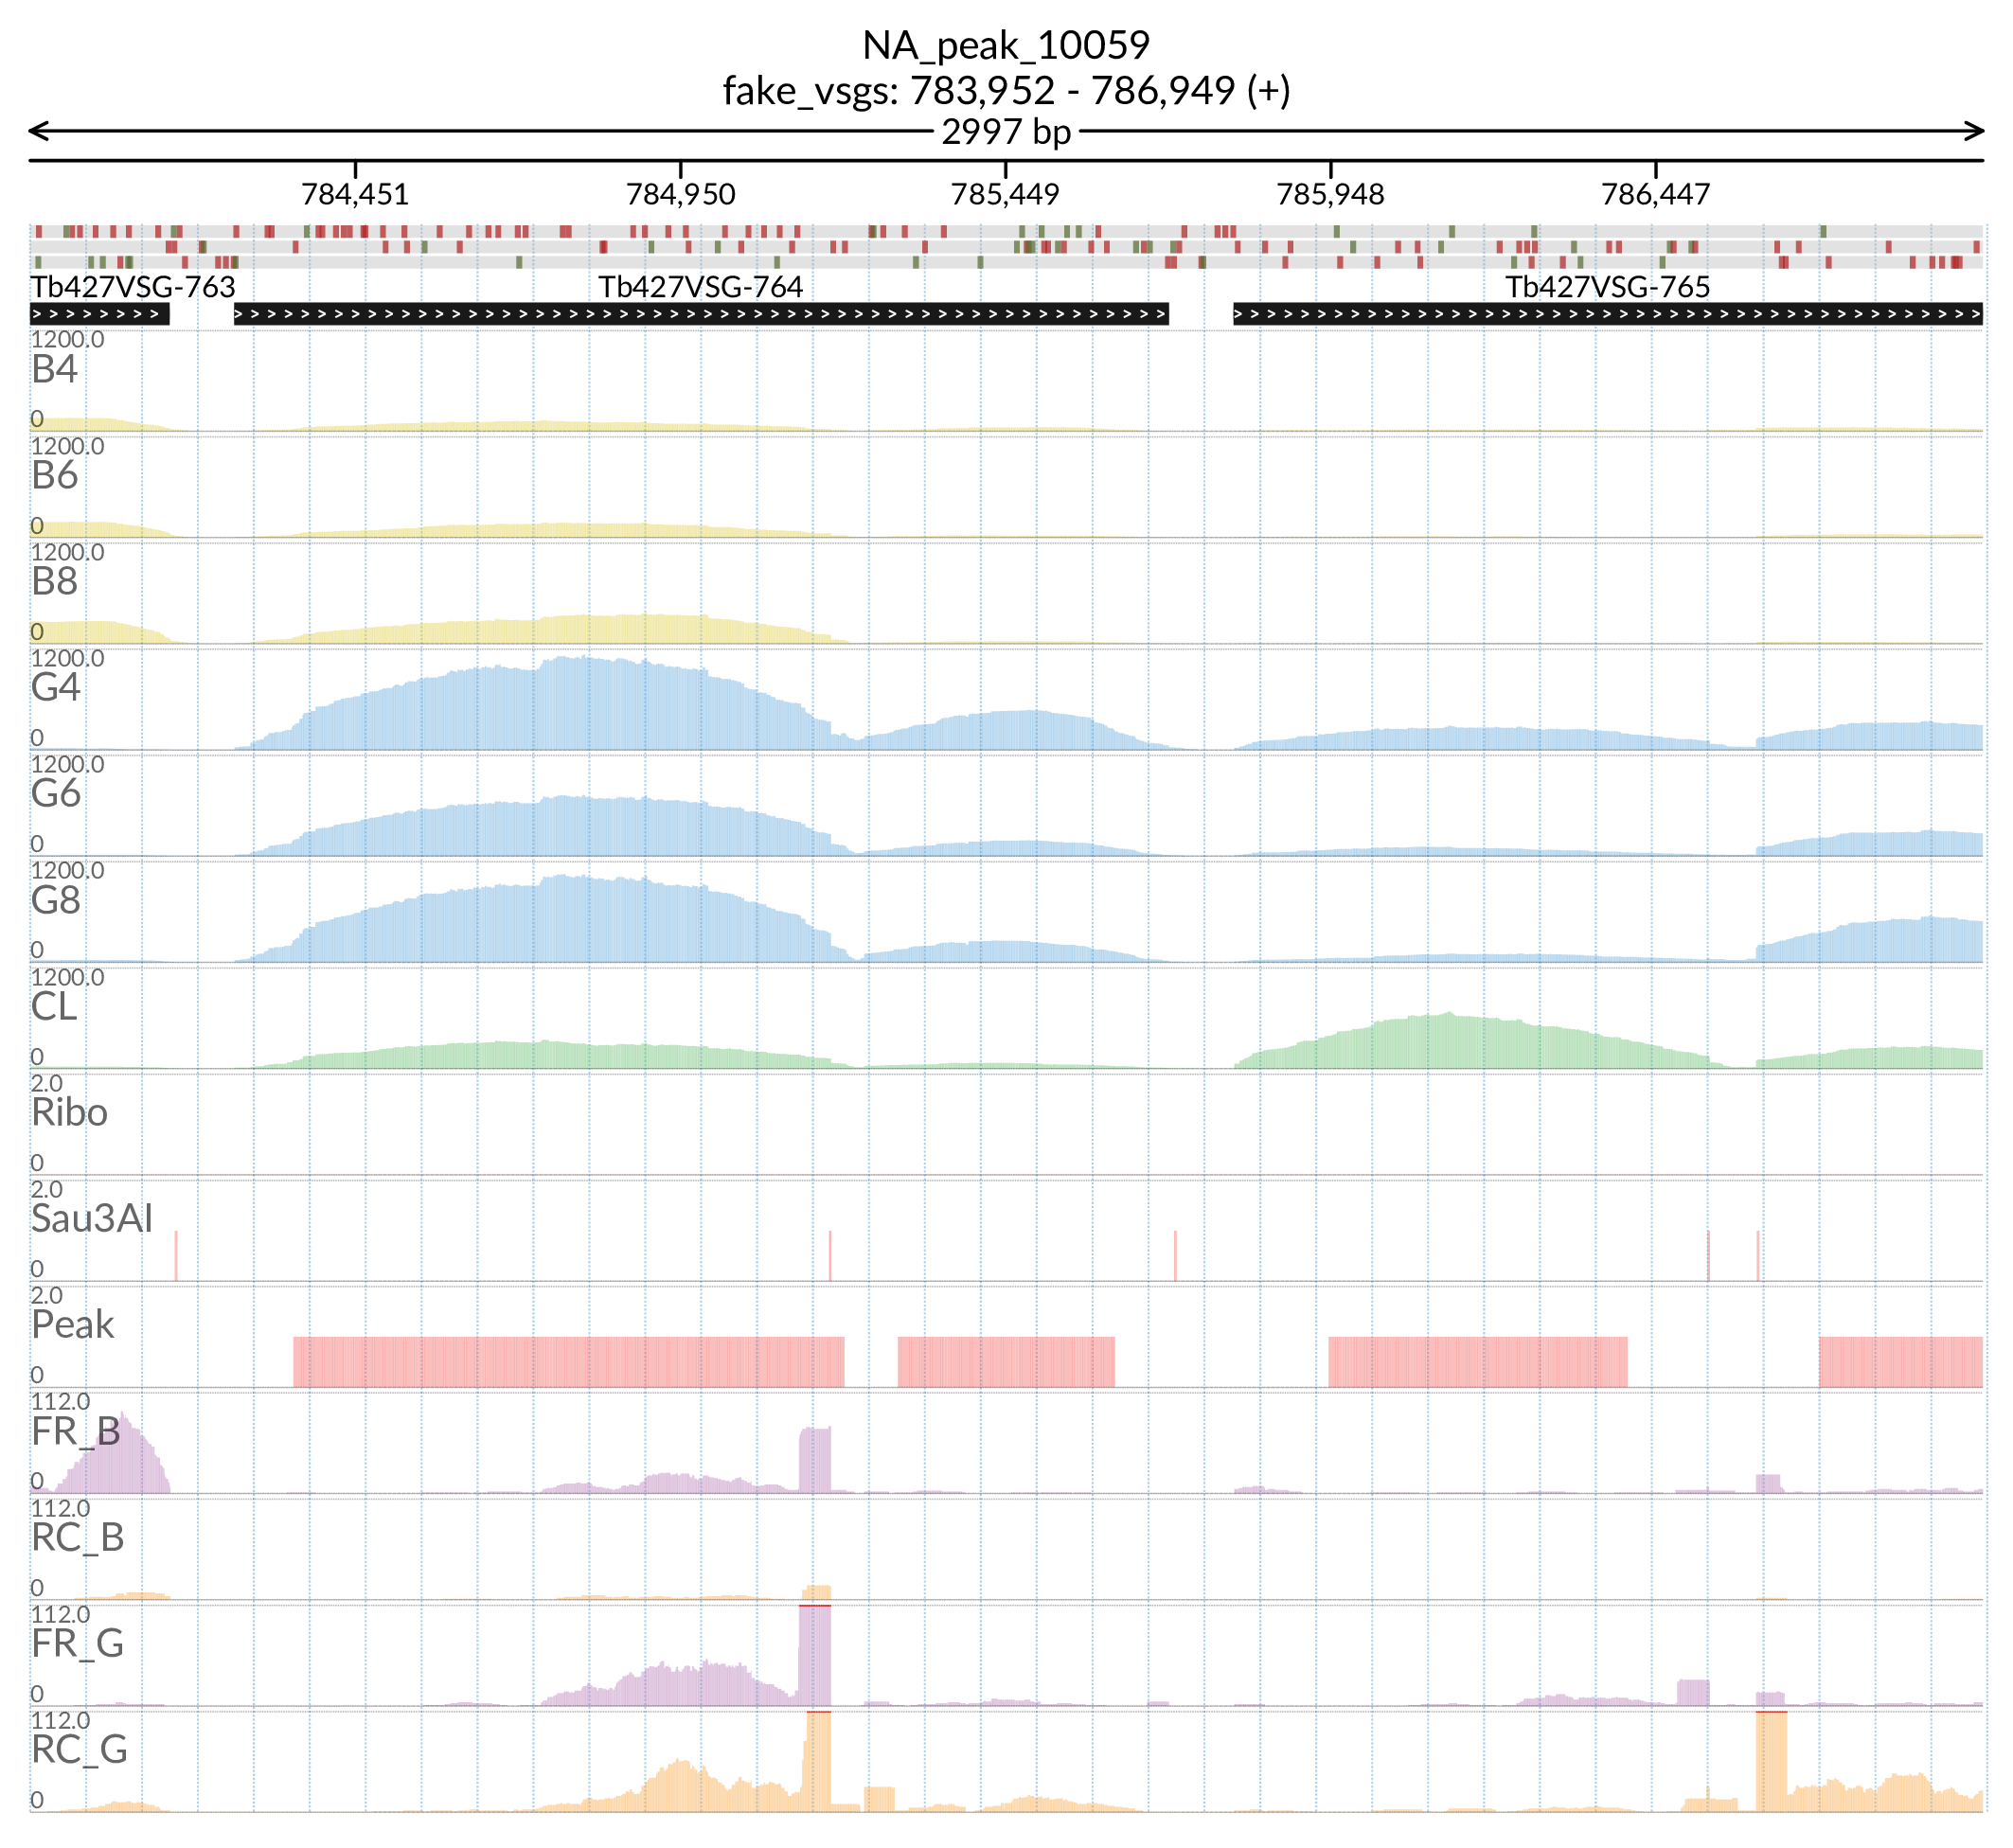 NA_peak_10059
fake_vsgs: 783,952 - 786,949 (+)
2997 bp
784,451 784,950 785,449 785,948 786,447
Tb427VSG-763 Tb427VSG-764 Tb427VSG-765
1200.0
B4
0
1200.0
B6
0
1200.0
B8
0
1200.0
G4
0
1200.0
G6
0
1200.0
G8
0
1200.0
CL
0
2.0
Ribo
0
2.0
Sau3AI
0
2.0
Peak
0
112.0
FR_B
0
112.0
RC_B
0
112.0
FR_G
0
112.0
RC_G
0